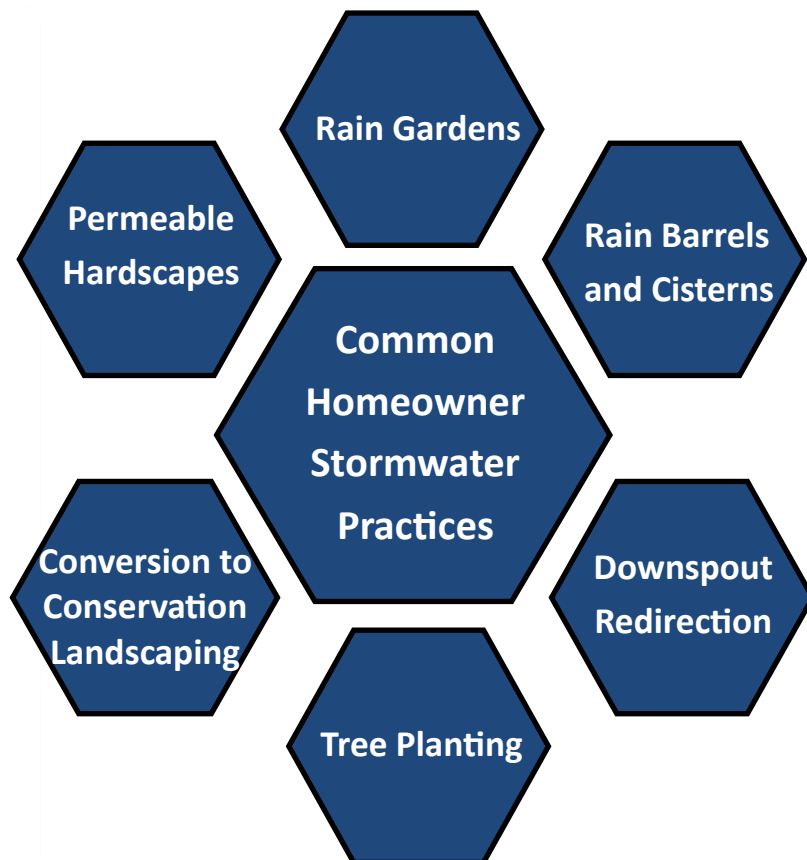 Rain Gardens
Permeable
Hardscapes
Rain Barrels
and Cisterns
Common
Homeowner
Stormwater
Practices
Conversion to
Conservation
Landscaping
Downspout
Redirection
Tree Planting